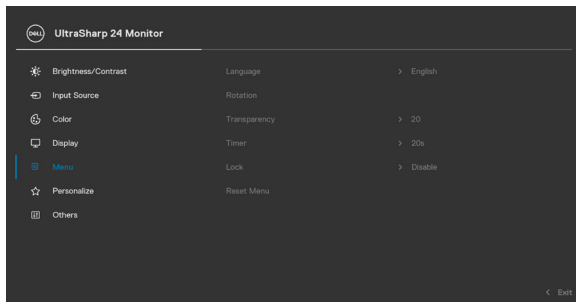 DELL UltraSharp 24 Monitor
Brightness/Contrast Language > English
Input Source Rotation
Color Transparency > 20
Display Timer > 20s
Menu Lock > Disable
Personalize Reset Menu
Others
< Exit